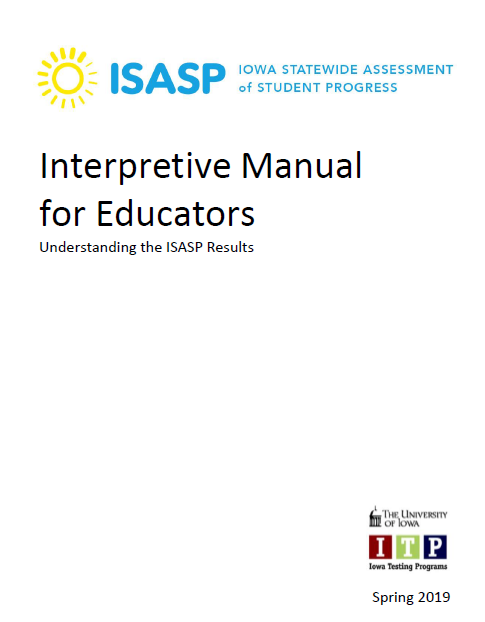 ISASP
IOWA STATEWIDE ASSESSMENT
of STUDENT PROGRESS
Interpretive Manual
for Educators
Understanding the ISASP Results
THE UNIVERSITY
OF IOWA
I T P
Iowa Testing Programs
Spring 2019